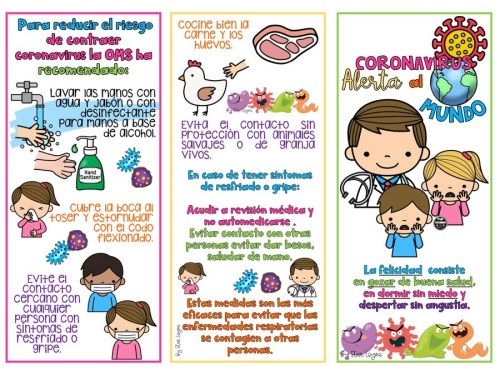 Para reducir el riesgo
de contraer
coronavirus la OMS ha
recomendado:
LAVAR LAS MANOS CON
AGUA Y JABÓN O CON
DESINFECTANTE
PARA MANOS A BASE
DE ALCOHOL.
Hand
Sanitizer
CUBRE LA BOCA AL
TOSER Y ESTORNUDAR
CON EL CODO
FLEXIONADO.
EVITE EL
CONTACTO
CERCANO CON
CUALQUIER
PERSONA CON
SÍNTOMAS DE
RESFRIADO O
GRIPE.
COCINE BIEN LA
CARNE Y LOS
HUEVOS.
EVITA EL CONTACTO SIN
PROTECCIÓN CON ANIMALES
SALVAJES O DE GRANJA
VIVOS.
En caso de tener síntomas
de resfriado o gripe:
Acudir a revisión médica y
no automedicarse .
Evitar contacto con otras
personas evitar dar besos,
saludar de mano.
Estas medidas son las más
eficaces para evitar que las
enfermedades respiratorias
se contagien a otras
personas.
CORONAVIRUS
Alerta al
MUNDO
La felicidad consiste
en gozar de buena salud,
en dormir sin miedo y
despertar sin angustia.